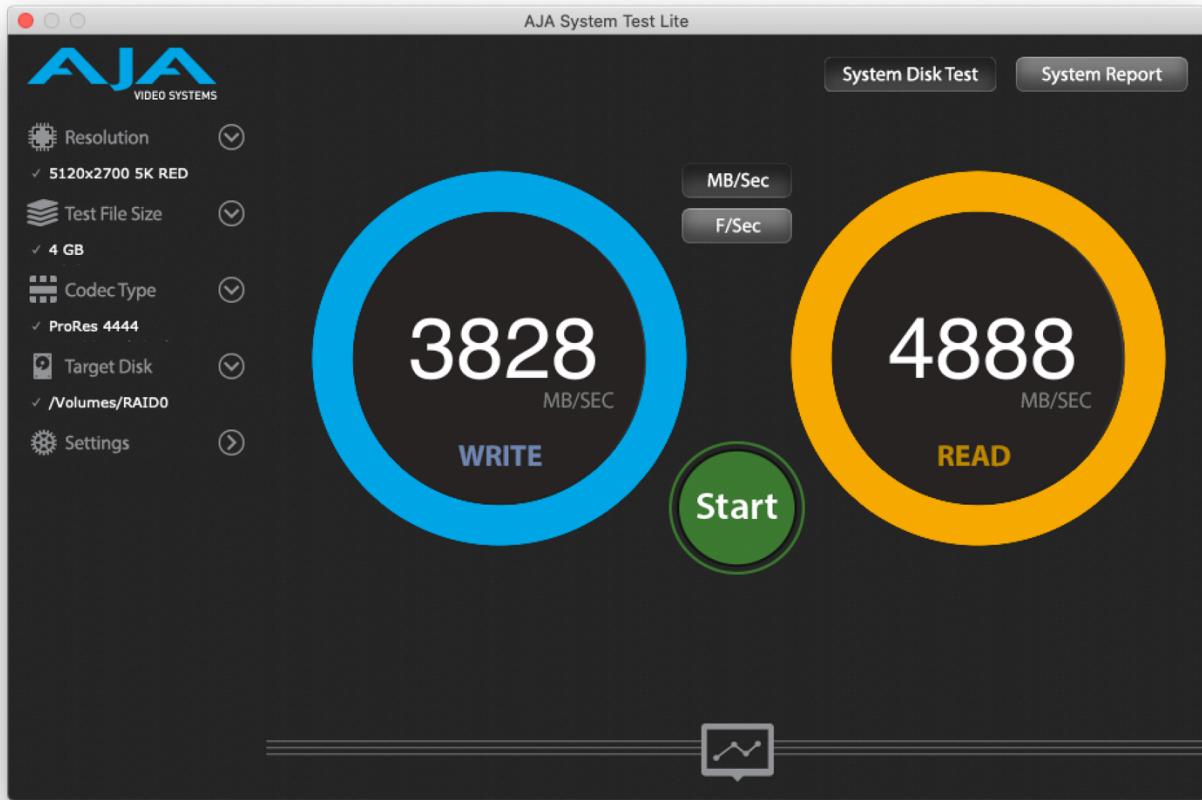 AJA System Test Lite
AJA
VIDEO SYSTEMS
System Disk Test
System Report
Resolution
✓ 5120x2700 5K RED
Test File Size
✓ 4 GB
Codec Type
✓ ProRes 4444
Target Disk
✓ /Volumes/RAID0
Settings
MB/Sec
F/Sec
3828
MB/SEC
WRITE
4888
MB/SEC
READ
Start